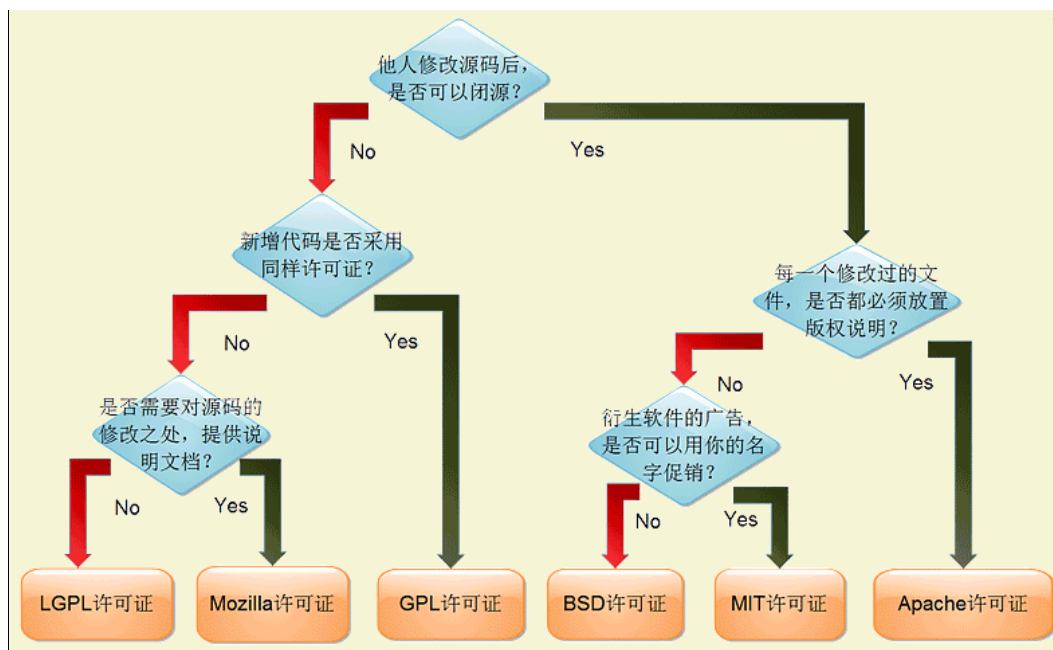 他人修改源码后，
是否可以闭源？
No
Yes
新增代码是否采用
同样许可证？
每一个修改过的文
件，是否都必须放置
版权说明？
No
Yes
No
Yes
是否需要对源码的
修改之处，提供说
明文档？
衍生软件的广告，
是否可以用你的名
字促销？
No
Yes
No
Yes
LGPL许可证
Mozilla许可证
GPL许可证
BSD许可证
MIT许可证
Apache许可证